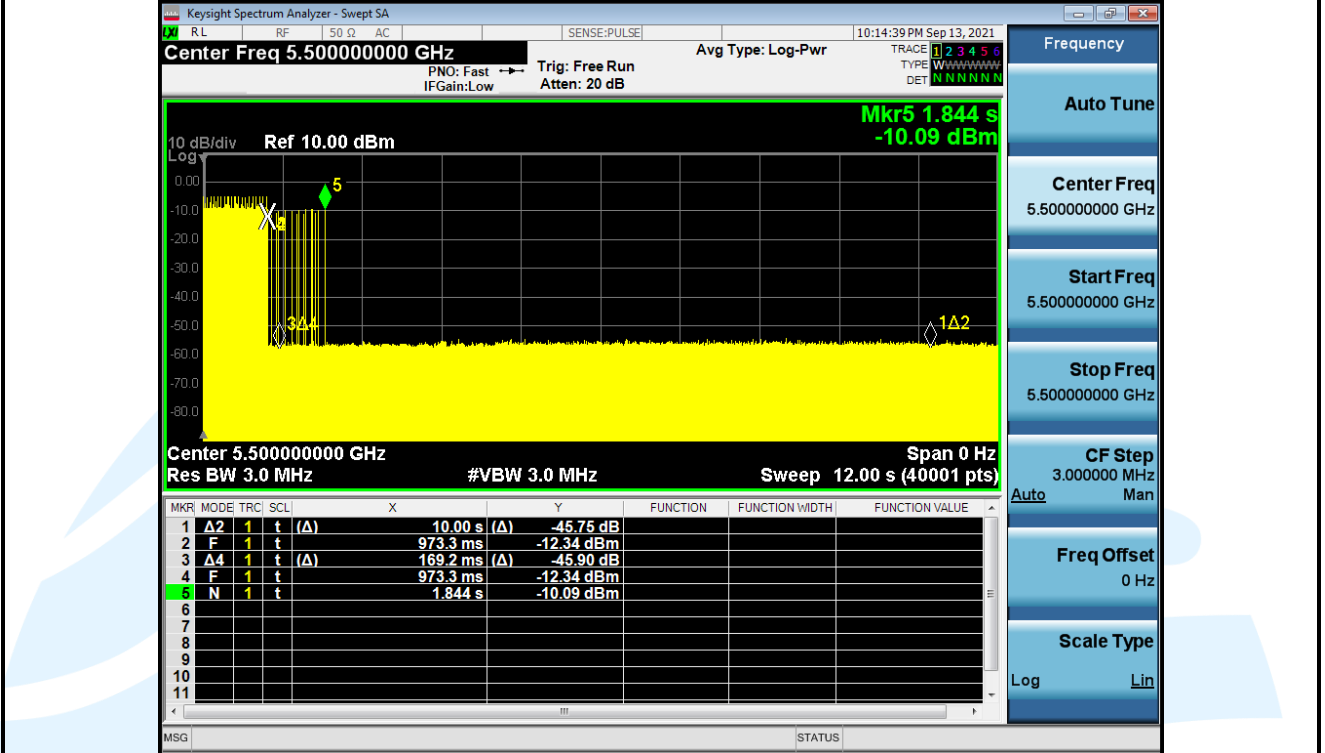 Keysight Spectrum Analyzer - Swept SA
LXI RL RF 50 Ω AC SENSE:PULSE 10:14:39 PM Sep 13, 2021
Center Freq 5.500000000 GHz
PNO: Fast
IFGain:Low
Trig: Free Run
Atten: 20 dB
Avg Type: Log-Pwr
TRACE 1 2 3 4 5 6
TYPE WWWWWW
DET N N N N N N
Mkr5 1.844 s
-10.09 dBm
10 dB/div Ref 10.00 dBm
Log
0.00
-10.0
-20.0
-30.0
-40.0
-50.0
-60.0
-70.0
-80.0
5
3Δ4
1Δ2
Center 5.500000000 GHz Span 0 Hz
Res BW 3.0 MHz #VBW 3.0 MHz Sweep 12.00 s (40001 pts)
MKR MODE TRC SCL X Y FUNCTION FUNCTION WIDTH FUNCTION VALUE
1 Δ2 1 t (Δ) 10.00 s (Δ) -45.75 dB
2 F 1 t 973.3 ms -12.34 dBm
3 Δ4 1 t (Δ) 169.2 ms (Δ) -45.90 dB
4 F 1 t 973.3 ms -12.34 dBm
5 N 1 t 1.844 s -10.09 dBm
6
7
8
9
10
11
MSG STATUS
Frequency
Auto Tune
Center Freq
5.500000000 GHz
Start Freq
5.500000000 GHz
Stop Freq
5.500000000 GHz
CF Step
3.000000 MHz
Auto Man
Freq Offset
0 Hz
Scale Type
Log Lin